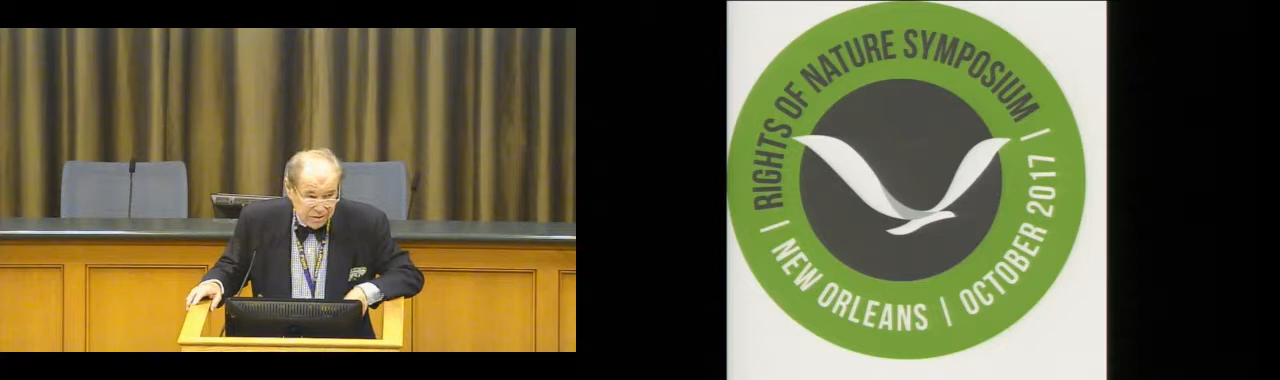 RIGHTS OF NATURE SYMPOSIUM
| NEW ORLEANS | OCTOBER 2017 |